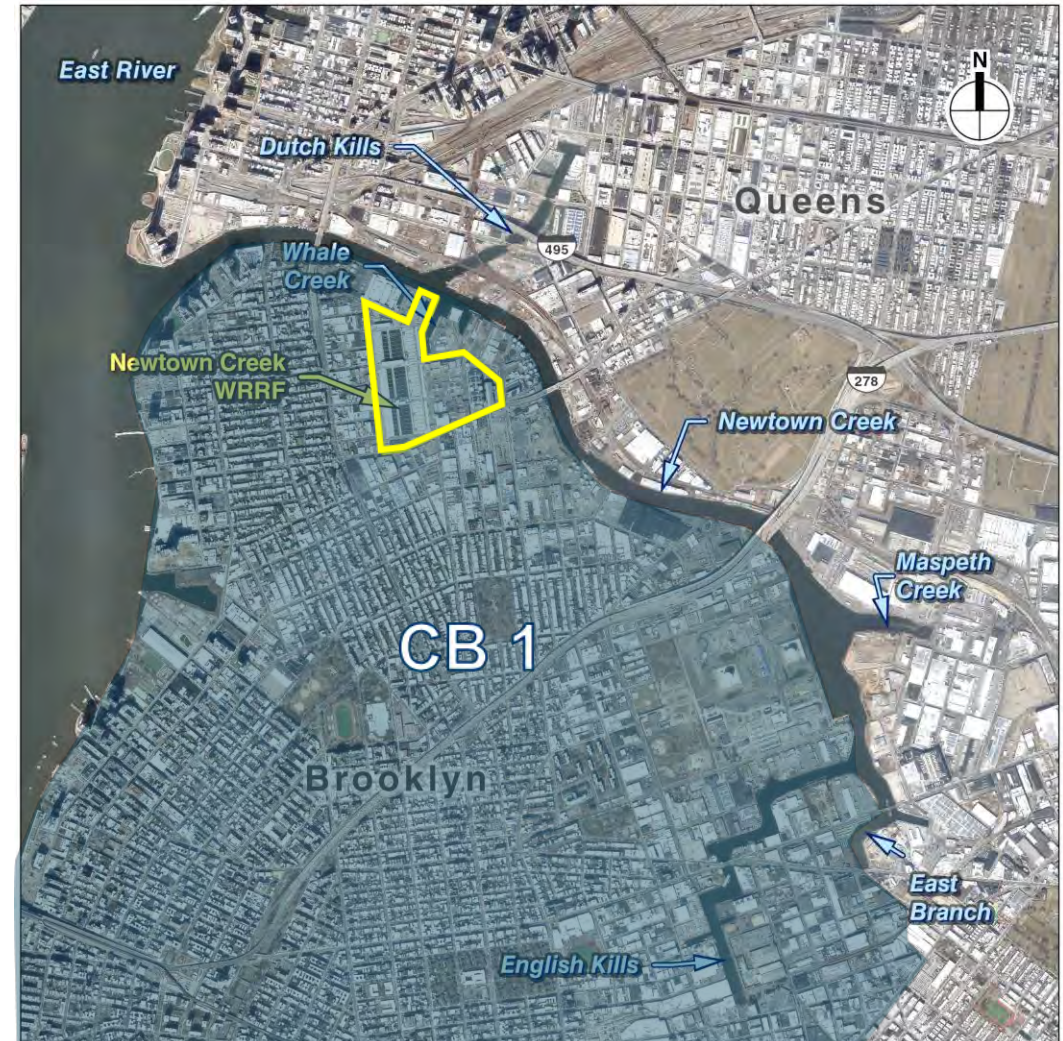 East River
N
Dutch Kills
Queens
495
Whale
Creek
Newtown Creek
WRRF
278
Newtown Creek
Maspeth
Creek
CB 1
Brooklyn
East
Branch
English Kills